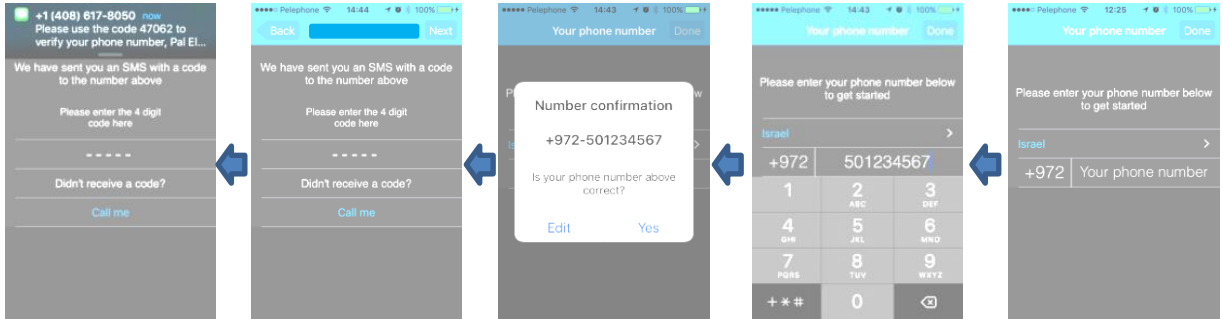 +1 (408) 617-8050 now
Please use the code 47062 to
verify your phone number, Pal El...
We have sent you an SMS with a code
to the number above
Please enter the 4 digit
code here
- - - - -
Didn't receive a code?
Call me
Pelephone 14:44 100%
Back Next
We have sent you an SMS with a code
to the number above
Please enter the 4 digit
code here
- - - - -
Didn't receive a code?
Call me
Pelephone 14:43 100%
Your phone number Done
Number confirmation
+972-501234567
Is your phone number above
correct?
Edit Yes
Pelephone 14:43 100%
Your phone number Done
Please enter your phone number below
to get started
Israel
+972 501234567
1 2 ABC 3 DEF
4 GHI 5 JKL 6 MNO
7 PQRS 8 TUV 9 WXYZ
+ * # 0
Pelephone 12:25 100%
Your phone number Done
Please enter your phone number below
to get started
Israel
+972 Your phone number